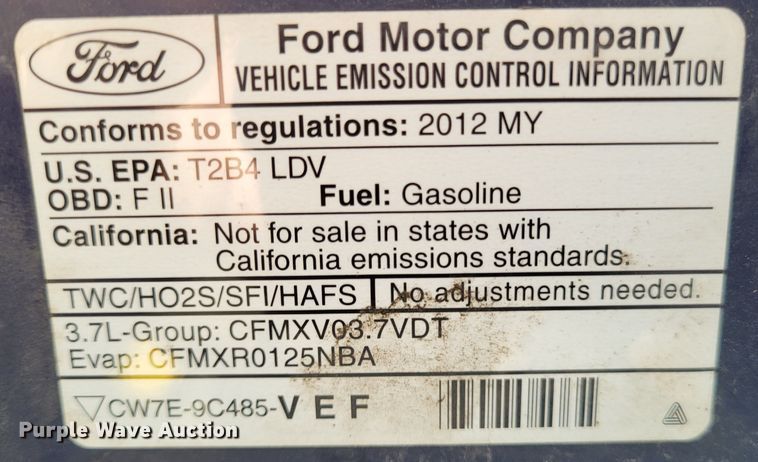 Ford
Ford Motor Company
VEHICLE EMISSION CONTROL INFORMATION
Conforms to regulations: 2012 MY
U.S. EPA: T2B4 LDV
OBD: F II Fuel: Gasoline
California: Not for sale in states with
California emissions standards.
TWC/HO2S/SFI/HAFS No adjustments needed.
3.7L-Group: CFMXV03.7VDT
Evap: CFMXR0125NBA
CW7E-9C485-VEF
Purple Wave Auction